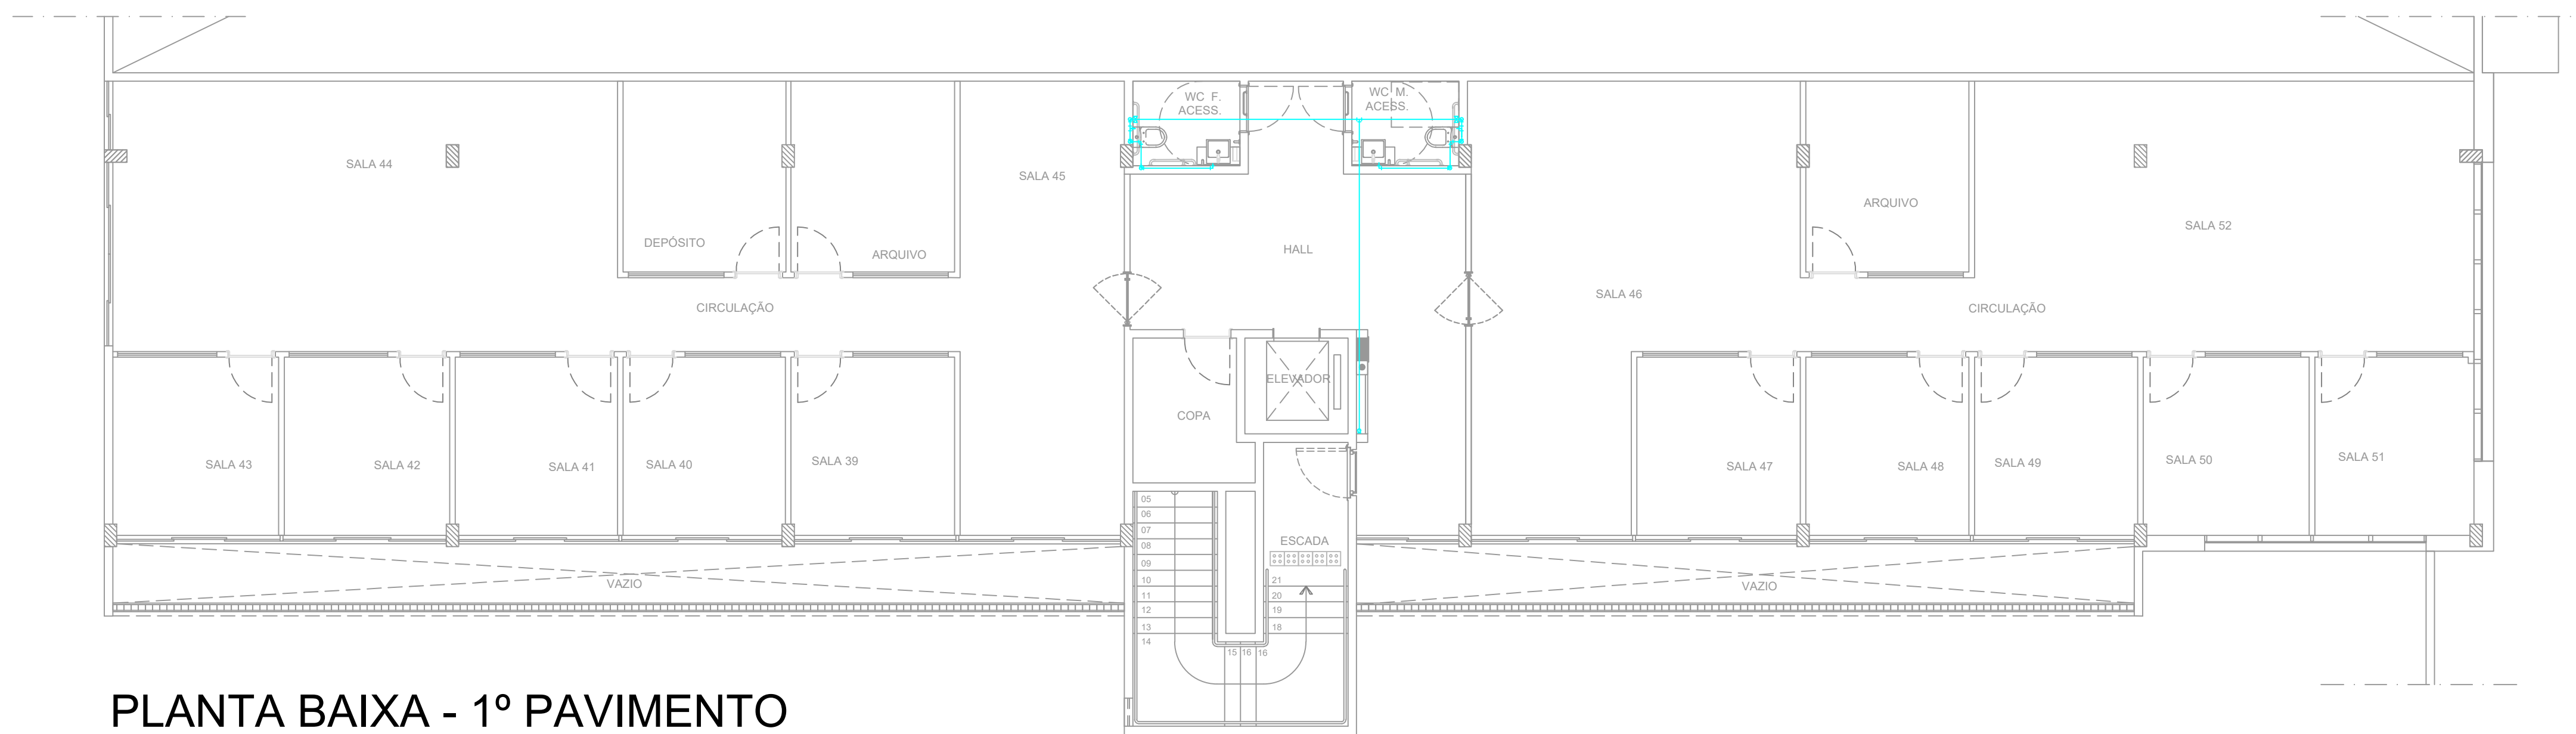 WC F.
ACESS.
WC M.
ACESS.
SALA 44
SALA 45
DEPÓSITO
ARQUIVO
HALL
ARQUIVO
SALA 52
SALA 46
CIRCULAÇÃO
CIRCULAÇÃO
ELEVADOR
COPA
SALA 43
SALA 42
SALA 41
SALA 40
SALA 39
SALA 47
SALA 48
SALA 49
SALA 50
SALA 51
05
06
07
08
09
10
11
12
13
14
15 16 16
ESCADA
21
20
19
18
VAZIO
VAZIO
PLANTA BAIXA - 1º PAVIMENTO